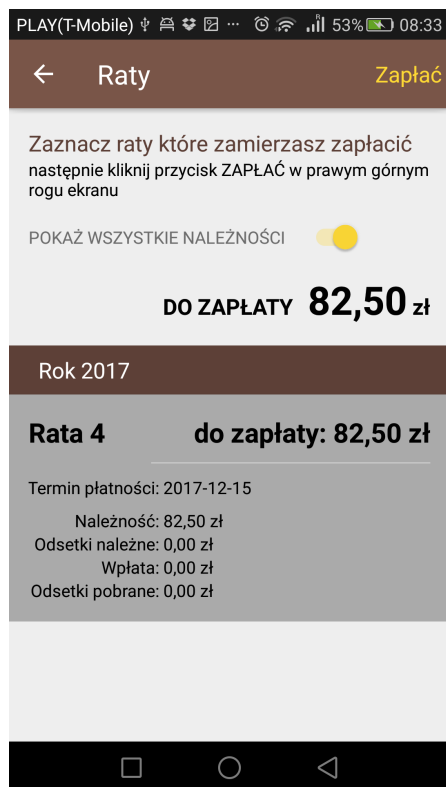 PLAY(T-Mobile) ... R 53% 08:33
Raty Zapłać
Zaznacz raty które zamierzasz zapłacić
następnie kliknij przycisk ZAPŁAĆ w prawym górnym
rogu ekranu
POKAŻ WSZYSTKIE NALEŻNOŚCI
DO ZAPŁATY 82,50 zł
Rok 2017
Rata 4 do zapłaty: 82,50 zł
Termin płatności: 2017-12-15
Należność: 82,50 zł
Odsetki należne: 0,00 zł
Wpłata: 0,00 zł
Odsetki pobrane: 0,00 zł